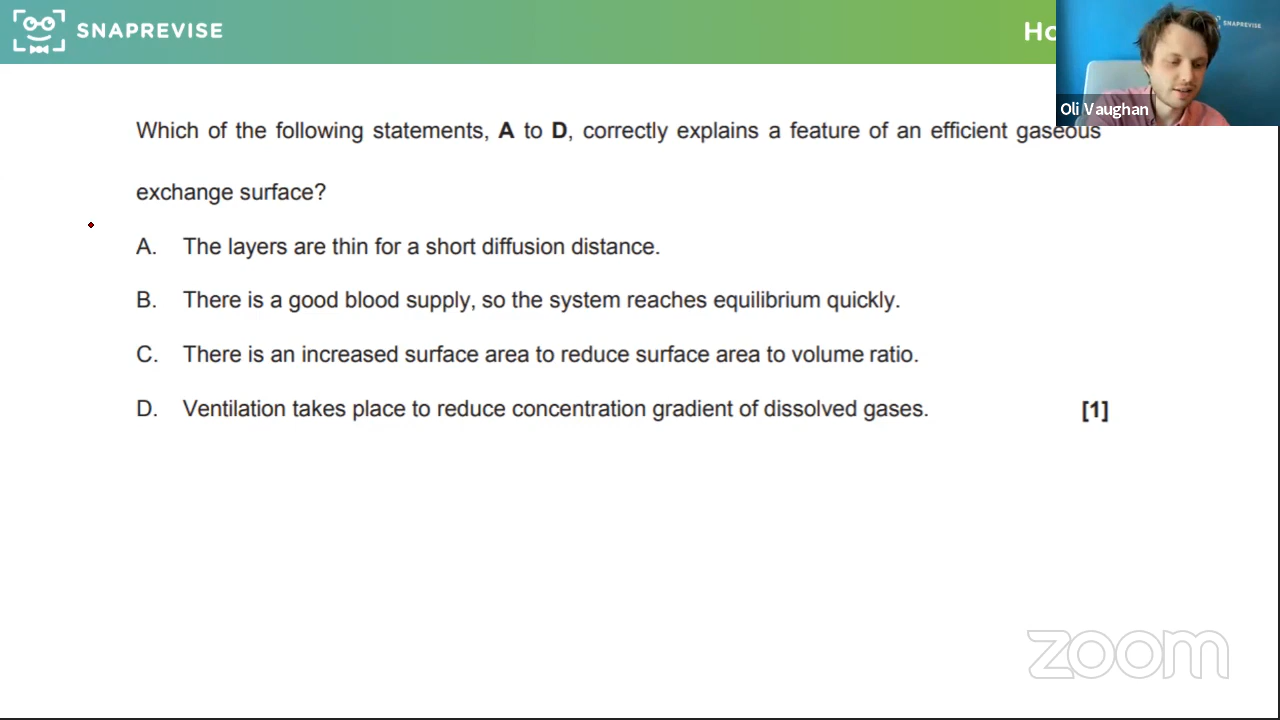 SNAPREVISE
Ho
SNAPREVISE
Oli Vaughan
Which of the following statements, A to D, correctly explains a feature of an efficient gaseous
exchange surface?
A. The layers are thin for a short diffusion distance.
B. There is a good blood supply, so the system reaches equilibrium quickly.
C. There is an increased surface area to reduce surface area to volume ratio.
D. Ventilation takes place to reduce concentration gradient of dissolved gases. [1]
zoom